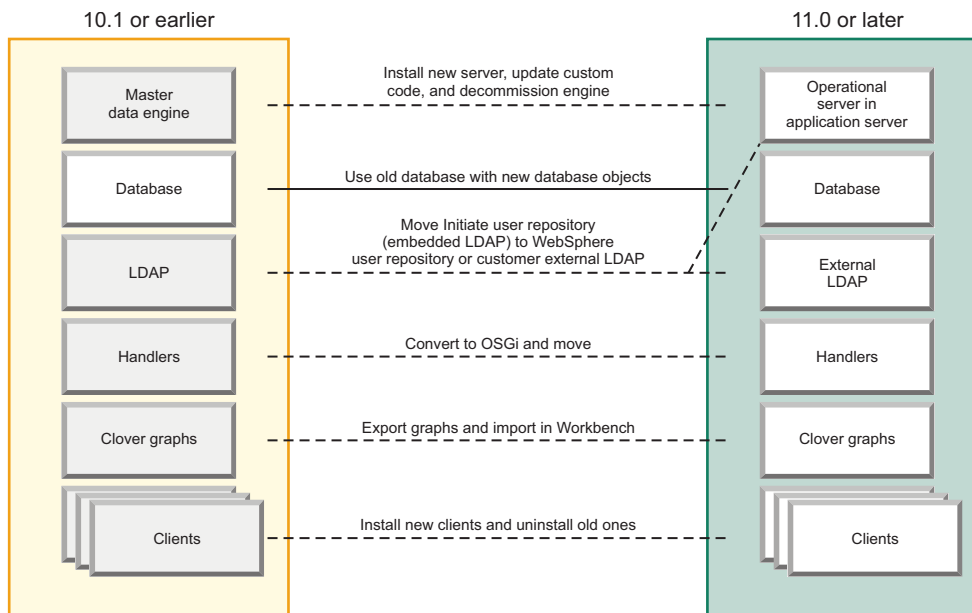 10.1 or earlier
11.0 or later
Master
data engine
Install new server, update custom
code, and decommission engine
Operational
server in
application server
Database
Use old database with new database objects
Database
LDAP
Move Initiate user repository
(embedded LDAP) to WebSphere
user repository or customer external LDAP
External
LDAP
Handlers
Convert to OSGi and move
Handlers
Clover graphs
Export graphs and import in Workbench
Clover graphs
Clients
Install new clients and uninstall old ones
Clients